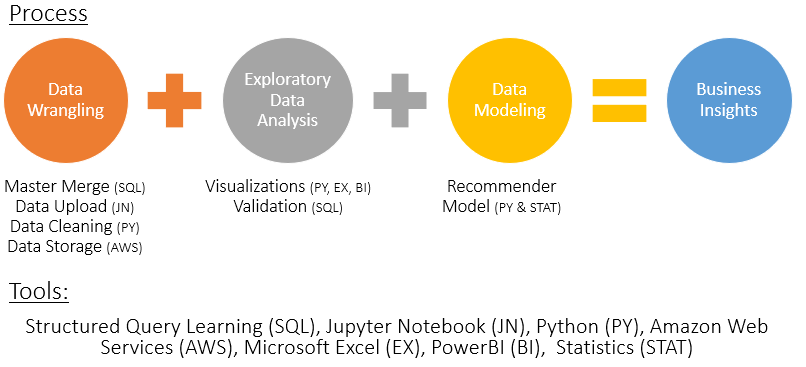 Process
Data
Wrangling
Exploratory
Data
Analysis
Data
Modeling
Business
Insights
Master Merge (SQL)
Data Upload (JN)
Data Cleaning (PY)
Data Storage (AWS)
Visualizations (PY, EX, BI)
Validation (SQL)
Recommender
Model (PY & STAT)
Tools:
Structured Query Learning (SQL), Jupyter Notebook (JN), Python (PY), Amazon Web
Services (AWS), Microsoft Excel (EX), PowerBI (BI), Statistics (STAT)